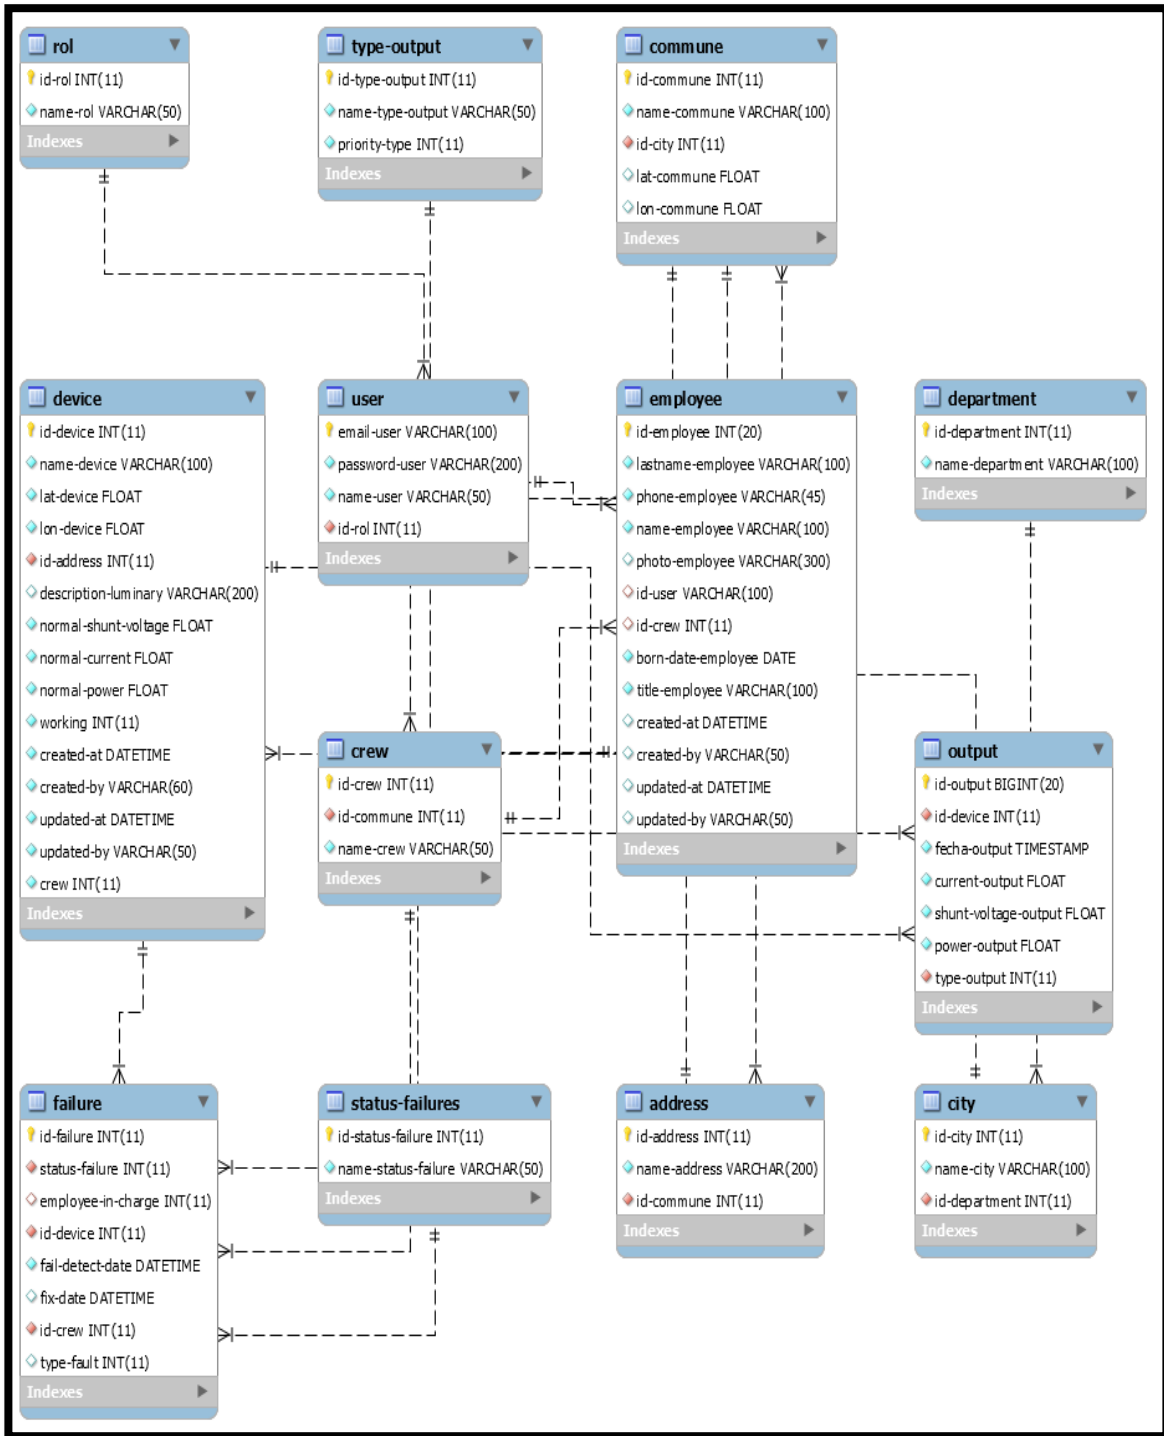 rol
id-rol INT(11)
name-rol VARCHAR(50)
Indexes
type-output
id-type-output INT(11)
name-type-output VARCHAR(50)
priority-type INT(11)
Indexes
commune
id-commune INT(11)
name-commune VARCHAR(100)
id-city INT(11)
lat-commune FLOAT
lon-commune FLOAT
Indexes
device
id-device INT(11)
name-device VARCHAR(100)
lat-device FLOAT
lon-device FLOAT
id-address INT(11)
description-luminary VARCHAR(200)
normal-shunt-voltage FLOAT
normal-current FLOAT
normal-power FLOAT
working INT(11)
created-at DATETIME
created-by VARCHAR(60)
updated-at DATETIME
updated-by VARCHAR(50)
crew INT(11)
Indexes
user
email-user VARCHAR(100)
password-user VARCHAR(200)
name-user VARCHAR(50)
id-rol INT(11)
Indexes
employee
id-employee INT(20)
lastname-employee VARCHAR(100)
phone-employee VARCHAR(45)
name-employee VARCHAR(100)
photo-employee VARCHAR(300)
id-user VARCHAR(100)
id-crew INT(11)
born-date-employee DATE
title-employee VARCHAR(100)
created-at DATETIME
created-by VARCHAR(50)
updated-at DATETIME
updated-by VARCHAR(50)
Indexes
department
id-department INT(11)
name-department VARCHAR(100)
Indexes
crew
id-crew INT(11)
id-commune INT(11)
name-crew VARCHAR(50)
Indexes
output
id-output BIGINT(20)
id-device INT(11)
fecha-output TIMESTAMP
current-output FLOAT
shunt-voltage-output FLOAT
power-output FLOAT
type-output INT(11)
Indexes
failure
id-failure INT(11)
status-failure INT(11)
employee-in-charge INT(11)
id-device INT(11)
fail-detect-date DATETIME
fix-date DATETIME
id-crew INT(11)
type-fault INT(11)
Indexes
status-failures
id-status-failure INT(11)
name-status-failure VARCHAR(50)
Indexes
address
id-address INT(11)
name-address VARCHAR(200)
id-commune INT(11)
Indexes
city
id-city INT(11)
name-city VARCHAR(100)
id-department INT(11)
Indexes